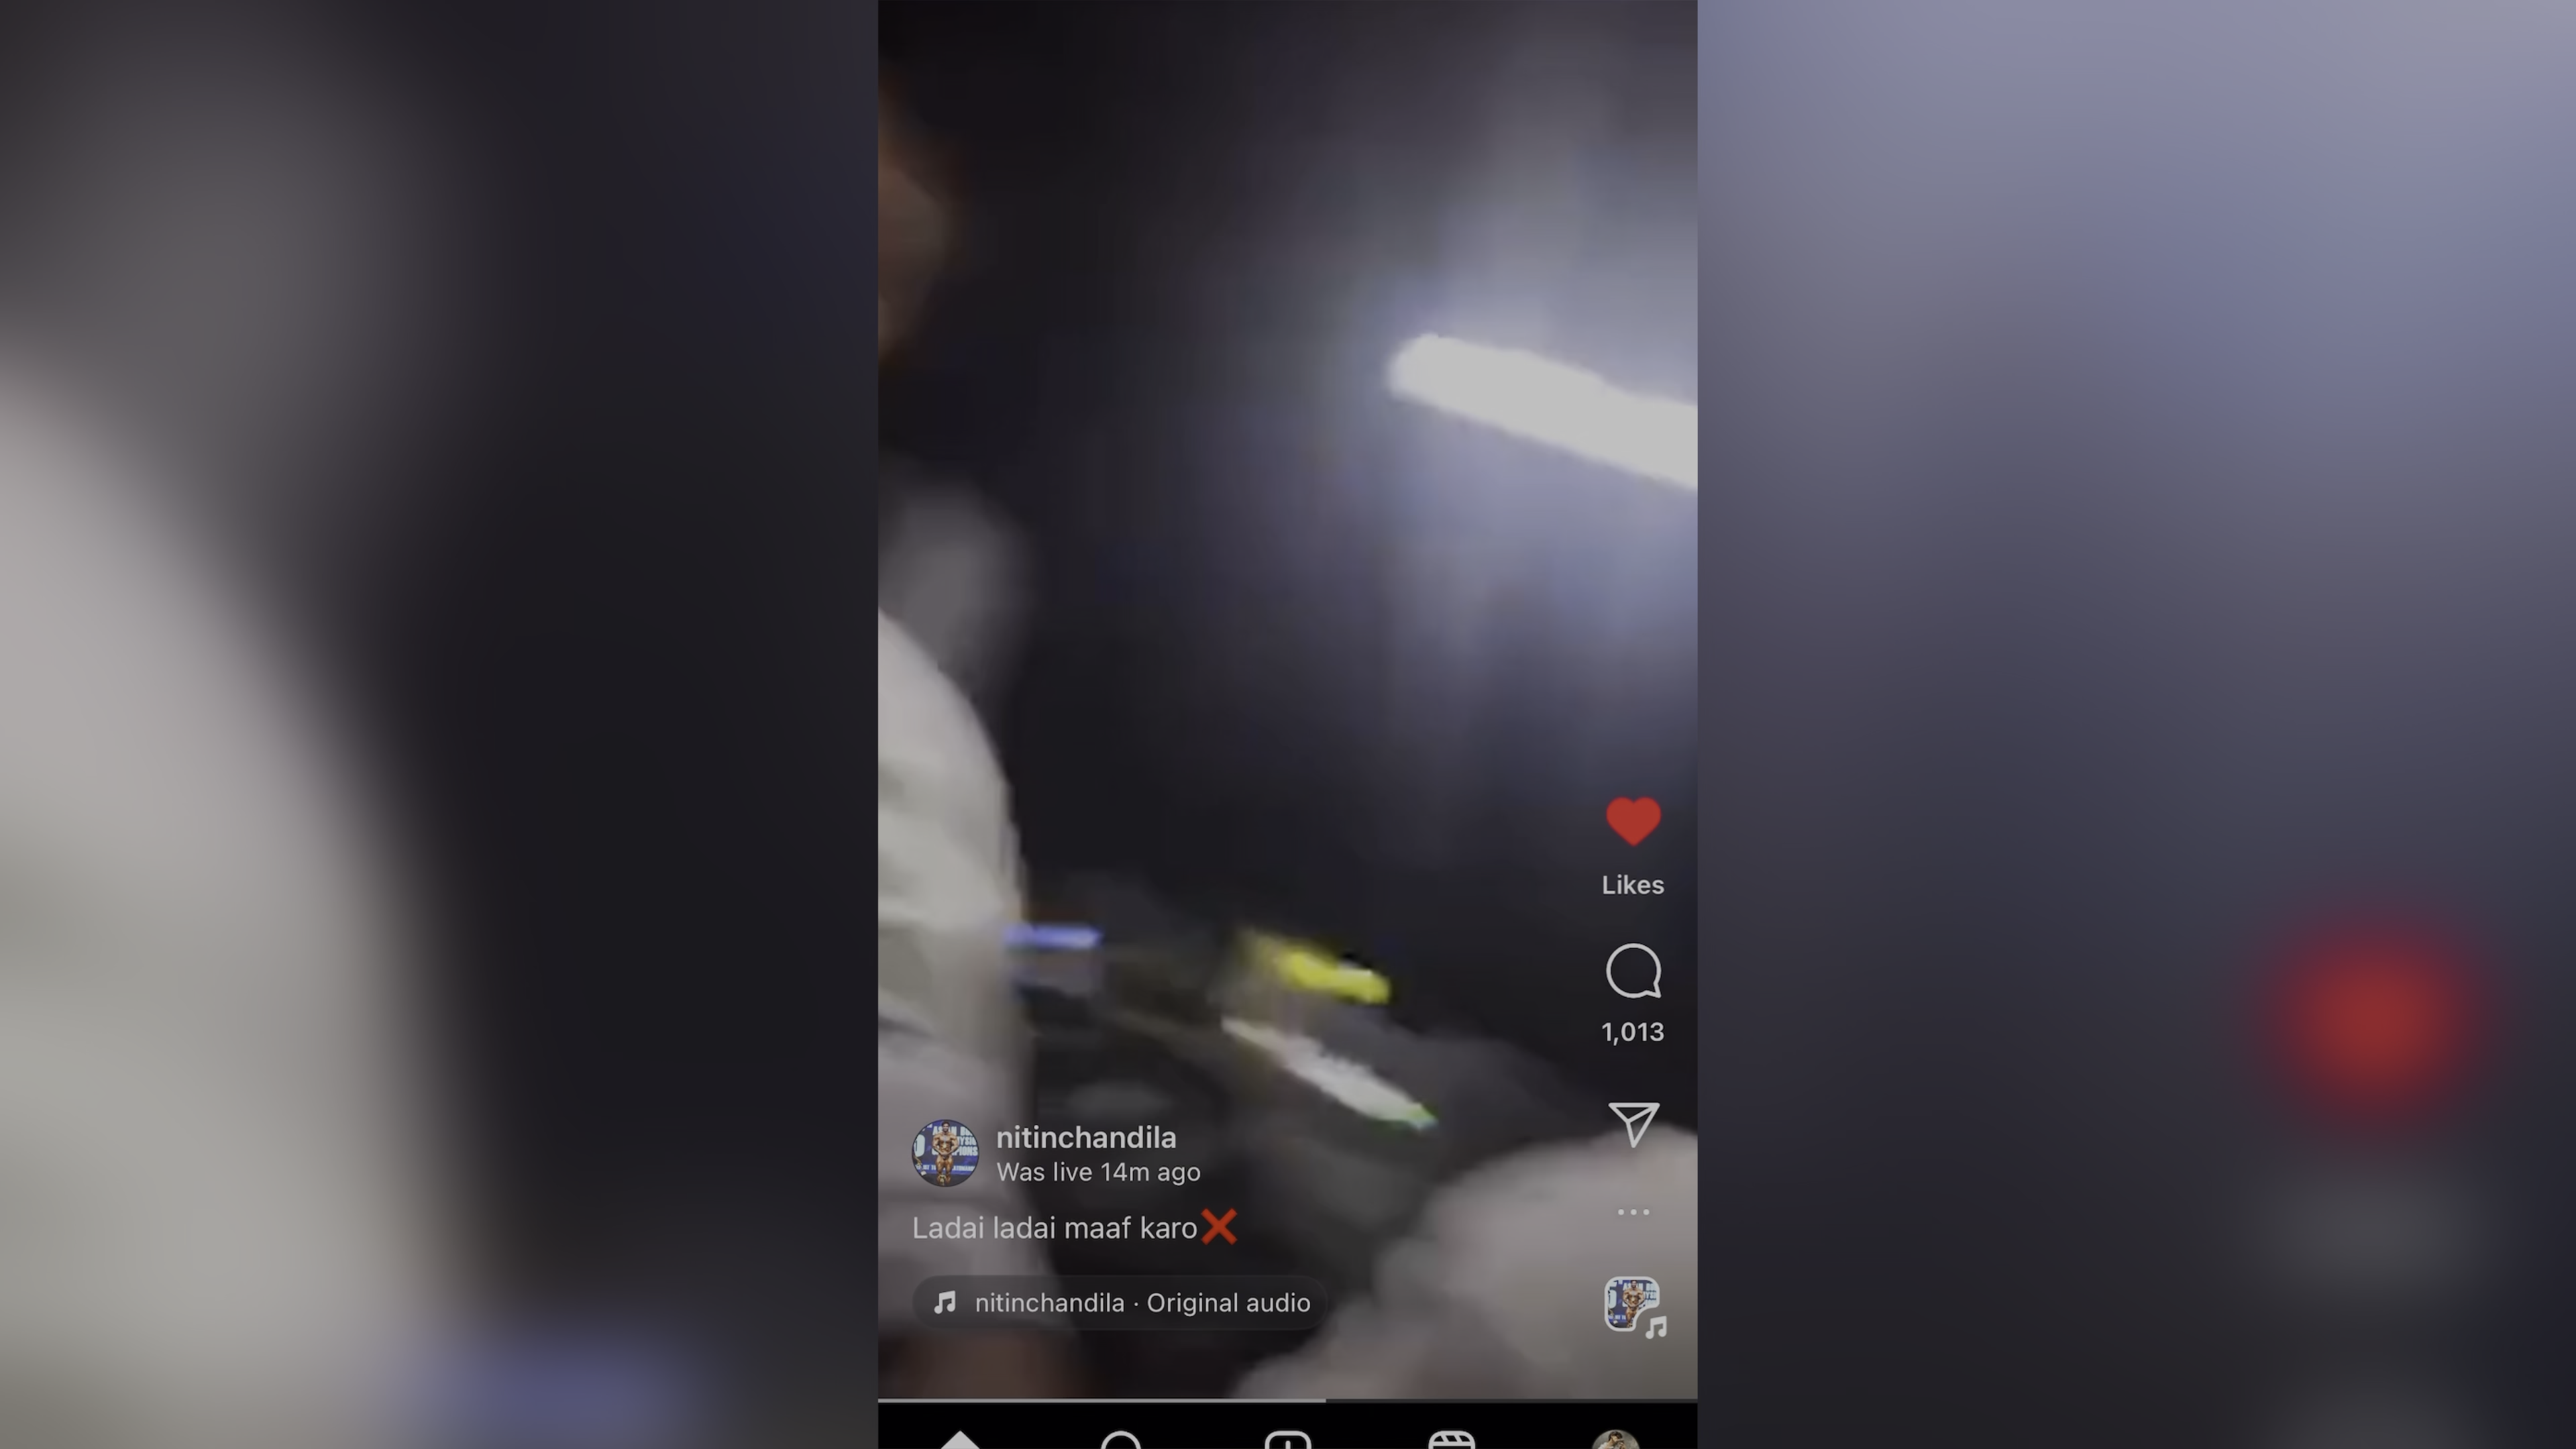 Likes
1,013
nitinchandila
Was live 14m ago
Ladai ladai maaf karo❌
nitinchandila · Original audio